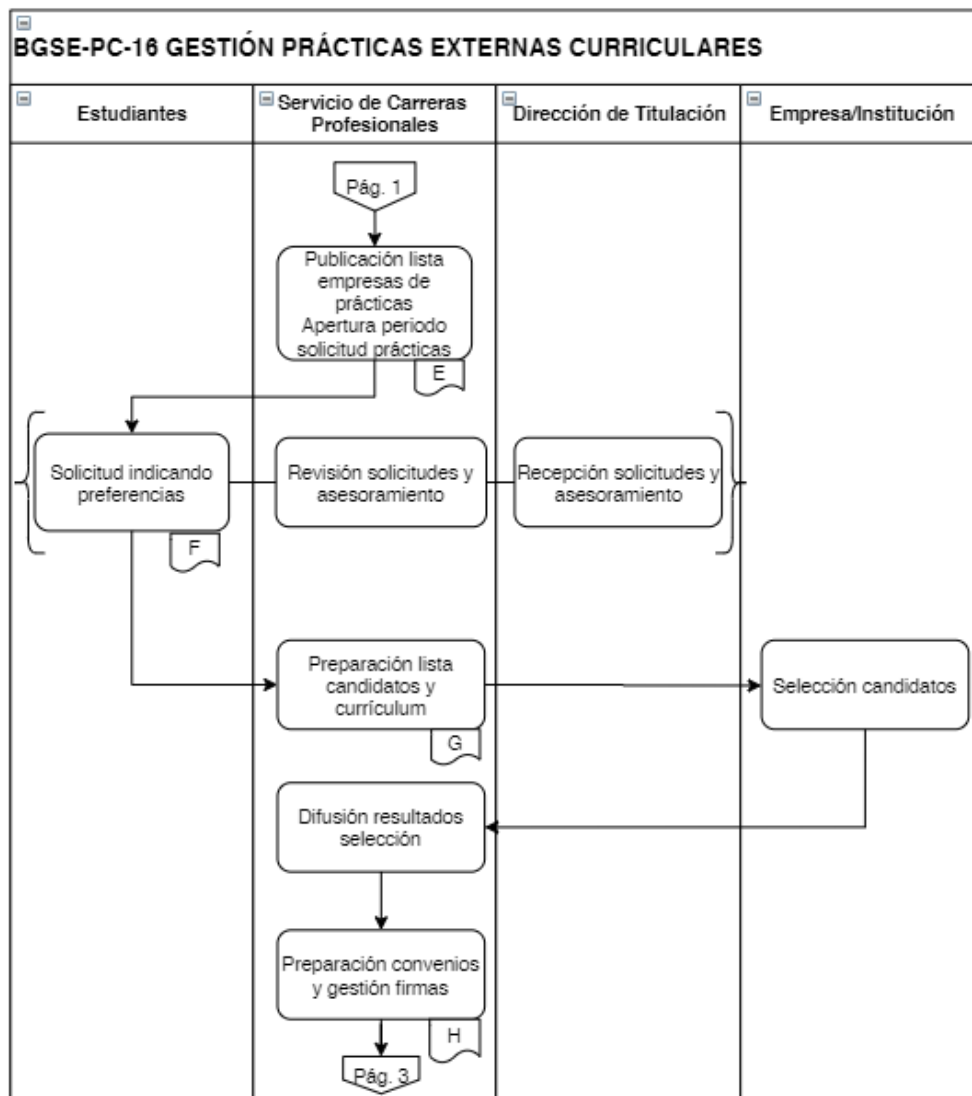 BGSE-PC-16 GESTIÓN PRÁCTICAS EXTERNAS CURRICULARES
Estudiantes
Servicio de Carreras
Profesionales
Dirección de Titulación
Empresa/Institución
Pág. 1
Publicación lista
empresas de
prácticas
Apertura periodo
solicitud prácticas
E
Solicitud indicando
preferencias
F
Revisión solicitudes y
asesoramiento
Recepción solicitudes y
asesoramiento
Preparación lista
candidatos y
currículum
G
Selección candidatos
Difusión resultados
selección
Preparación convenios
y gestión firmas
H
Pág. 3